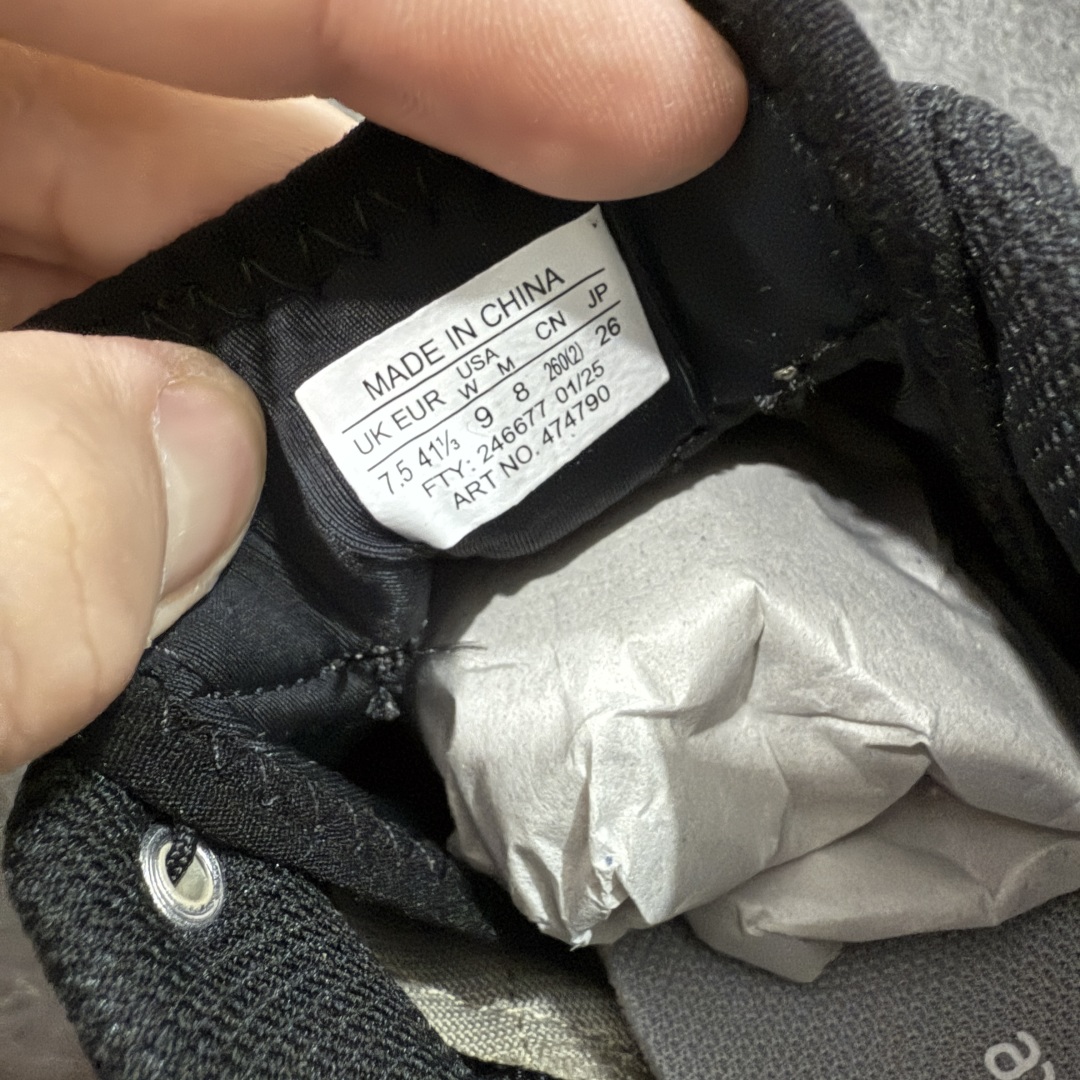 MADE IN CHINA
UK EUR USA CN JP
W M
7.5 41⅓ 9 8 260(2) 26
FTY: 246677 01/25
ART NO. 474790